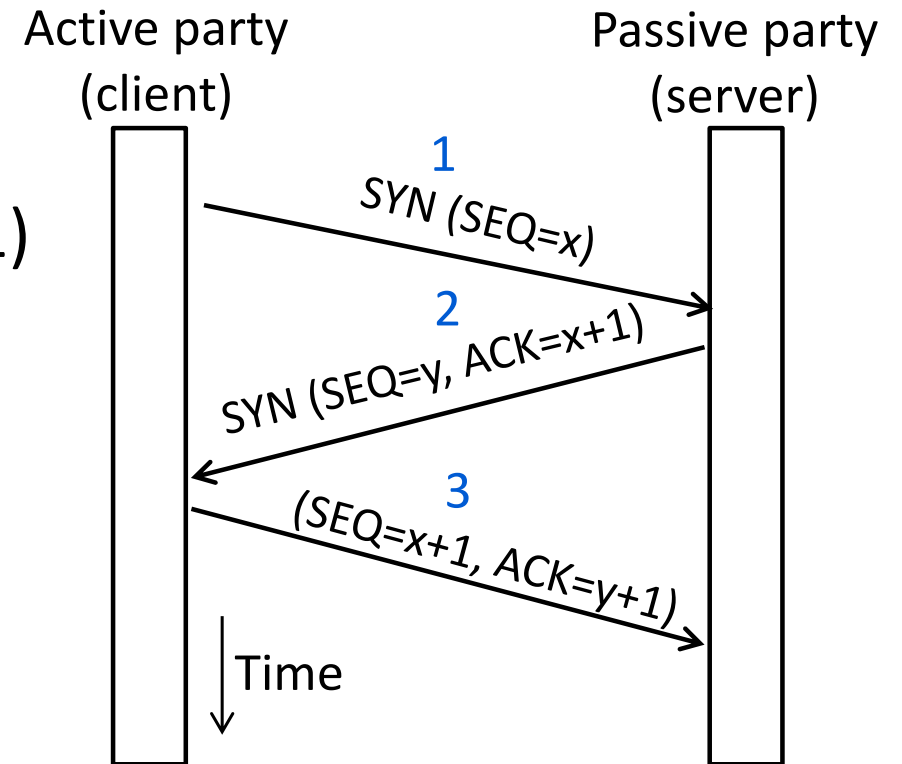 Active party
(client)
Passive party
(server)
1
SYN (SEQ=x)
2
SYN (SEQ=y, ACK=x+1)
3
(SEQ=x+1, ACK=y+1)
Time